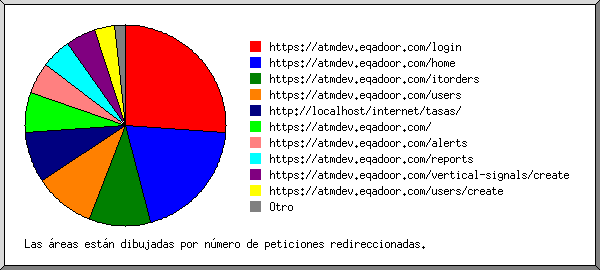 https://atmdev.eqadoor.com/login
https://atmdev.eqadoor.com/home
https://atmdev.eqadoor.com/itorders
https://atmdev.eqadoor.com/users
http://localhost/internet/tasas/
https://atmdev.eqadoor.com/
https://atmdev.eqadoor.com/alerts
https://atmdev.eqadoor.com/reports
https://atmdev.eqadoor.com/vertical-signals/create
https://atmdev.eqadoor.com/users/create
Otro
Las áreas están dibujadas por número de peticiones redireccionadas.